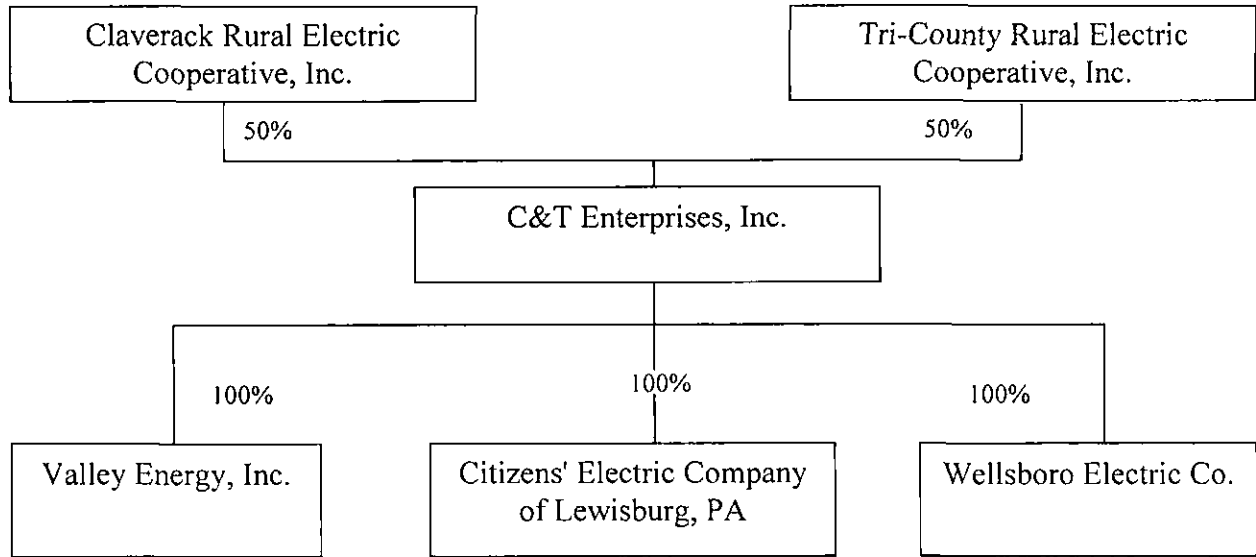 Claverack Rural Electric
Cooperative, Inc.
Tri-County Rural Electric
Cooperative, Inc.
50%
50%
C&T Enterprises, Inc.
100%
100%
100%
Valley Energy, Inc.
Citizens' Electric Company
of Lewisburg, PA
Wellsboro Electric Co.